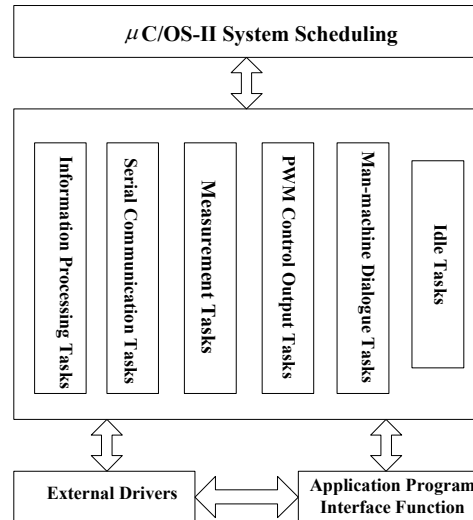 μC/OS-II System Scheduling
Information Processing Tasks
Serial Communication Tasks
Measurement Tasks
PWM Control Output Tasks
Man-machine Dialogue Tasks
Idle Tasks
External Drivers
Application Program
Interface Function